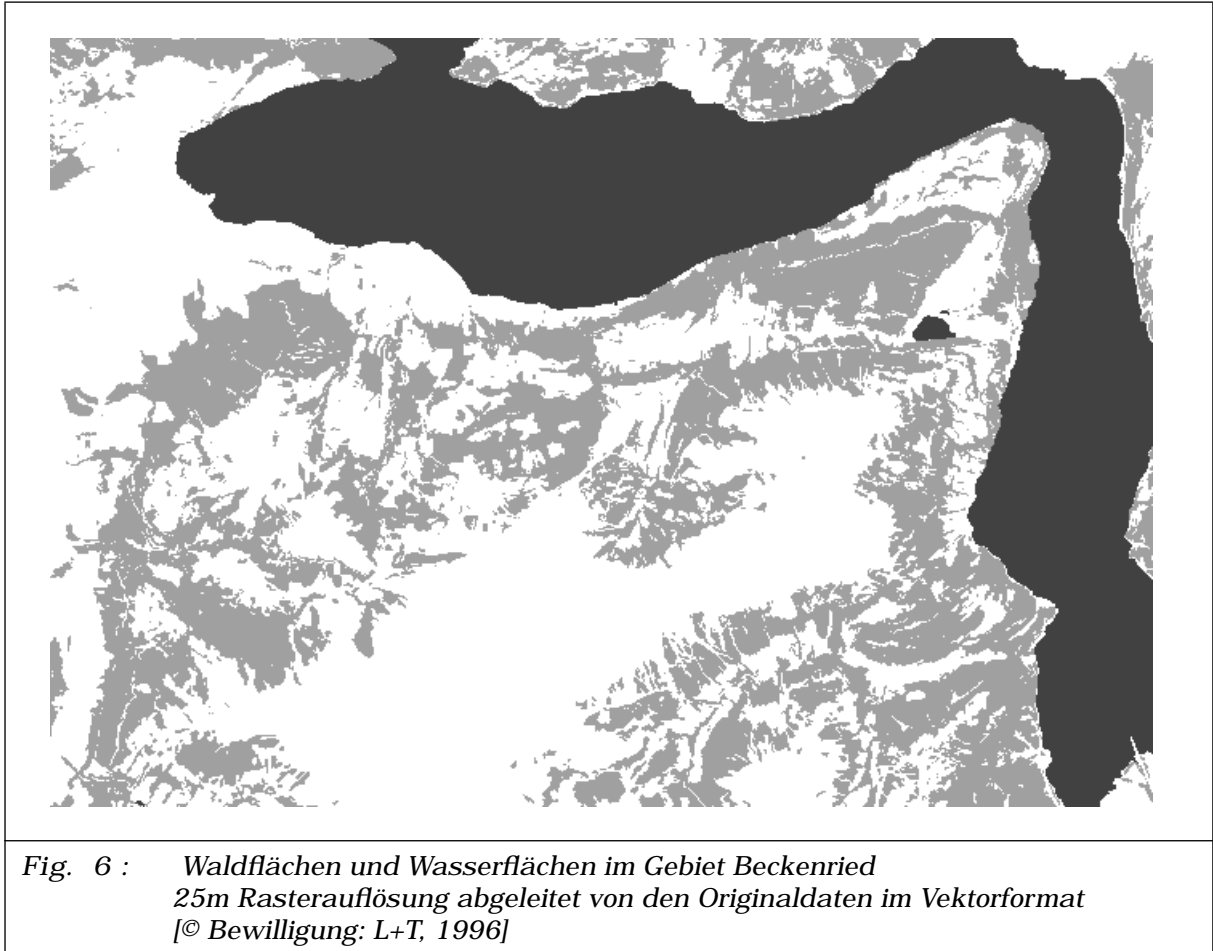 Fig. 6 : Waldflächen und Wasserflächen im Gebiet Beckenried
25m Rasterauflösung abgeleitet von den Originaldaten im Vektorformat
[© Bewilligung: L+T, 1996]